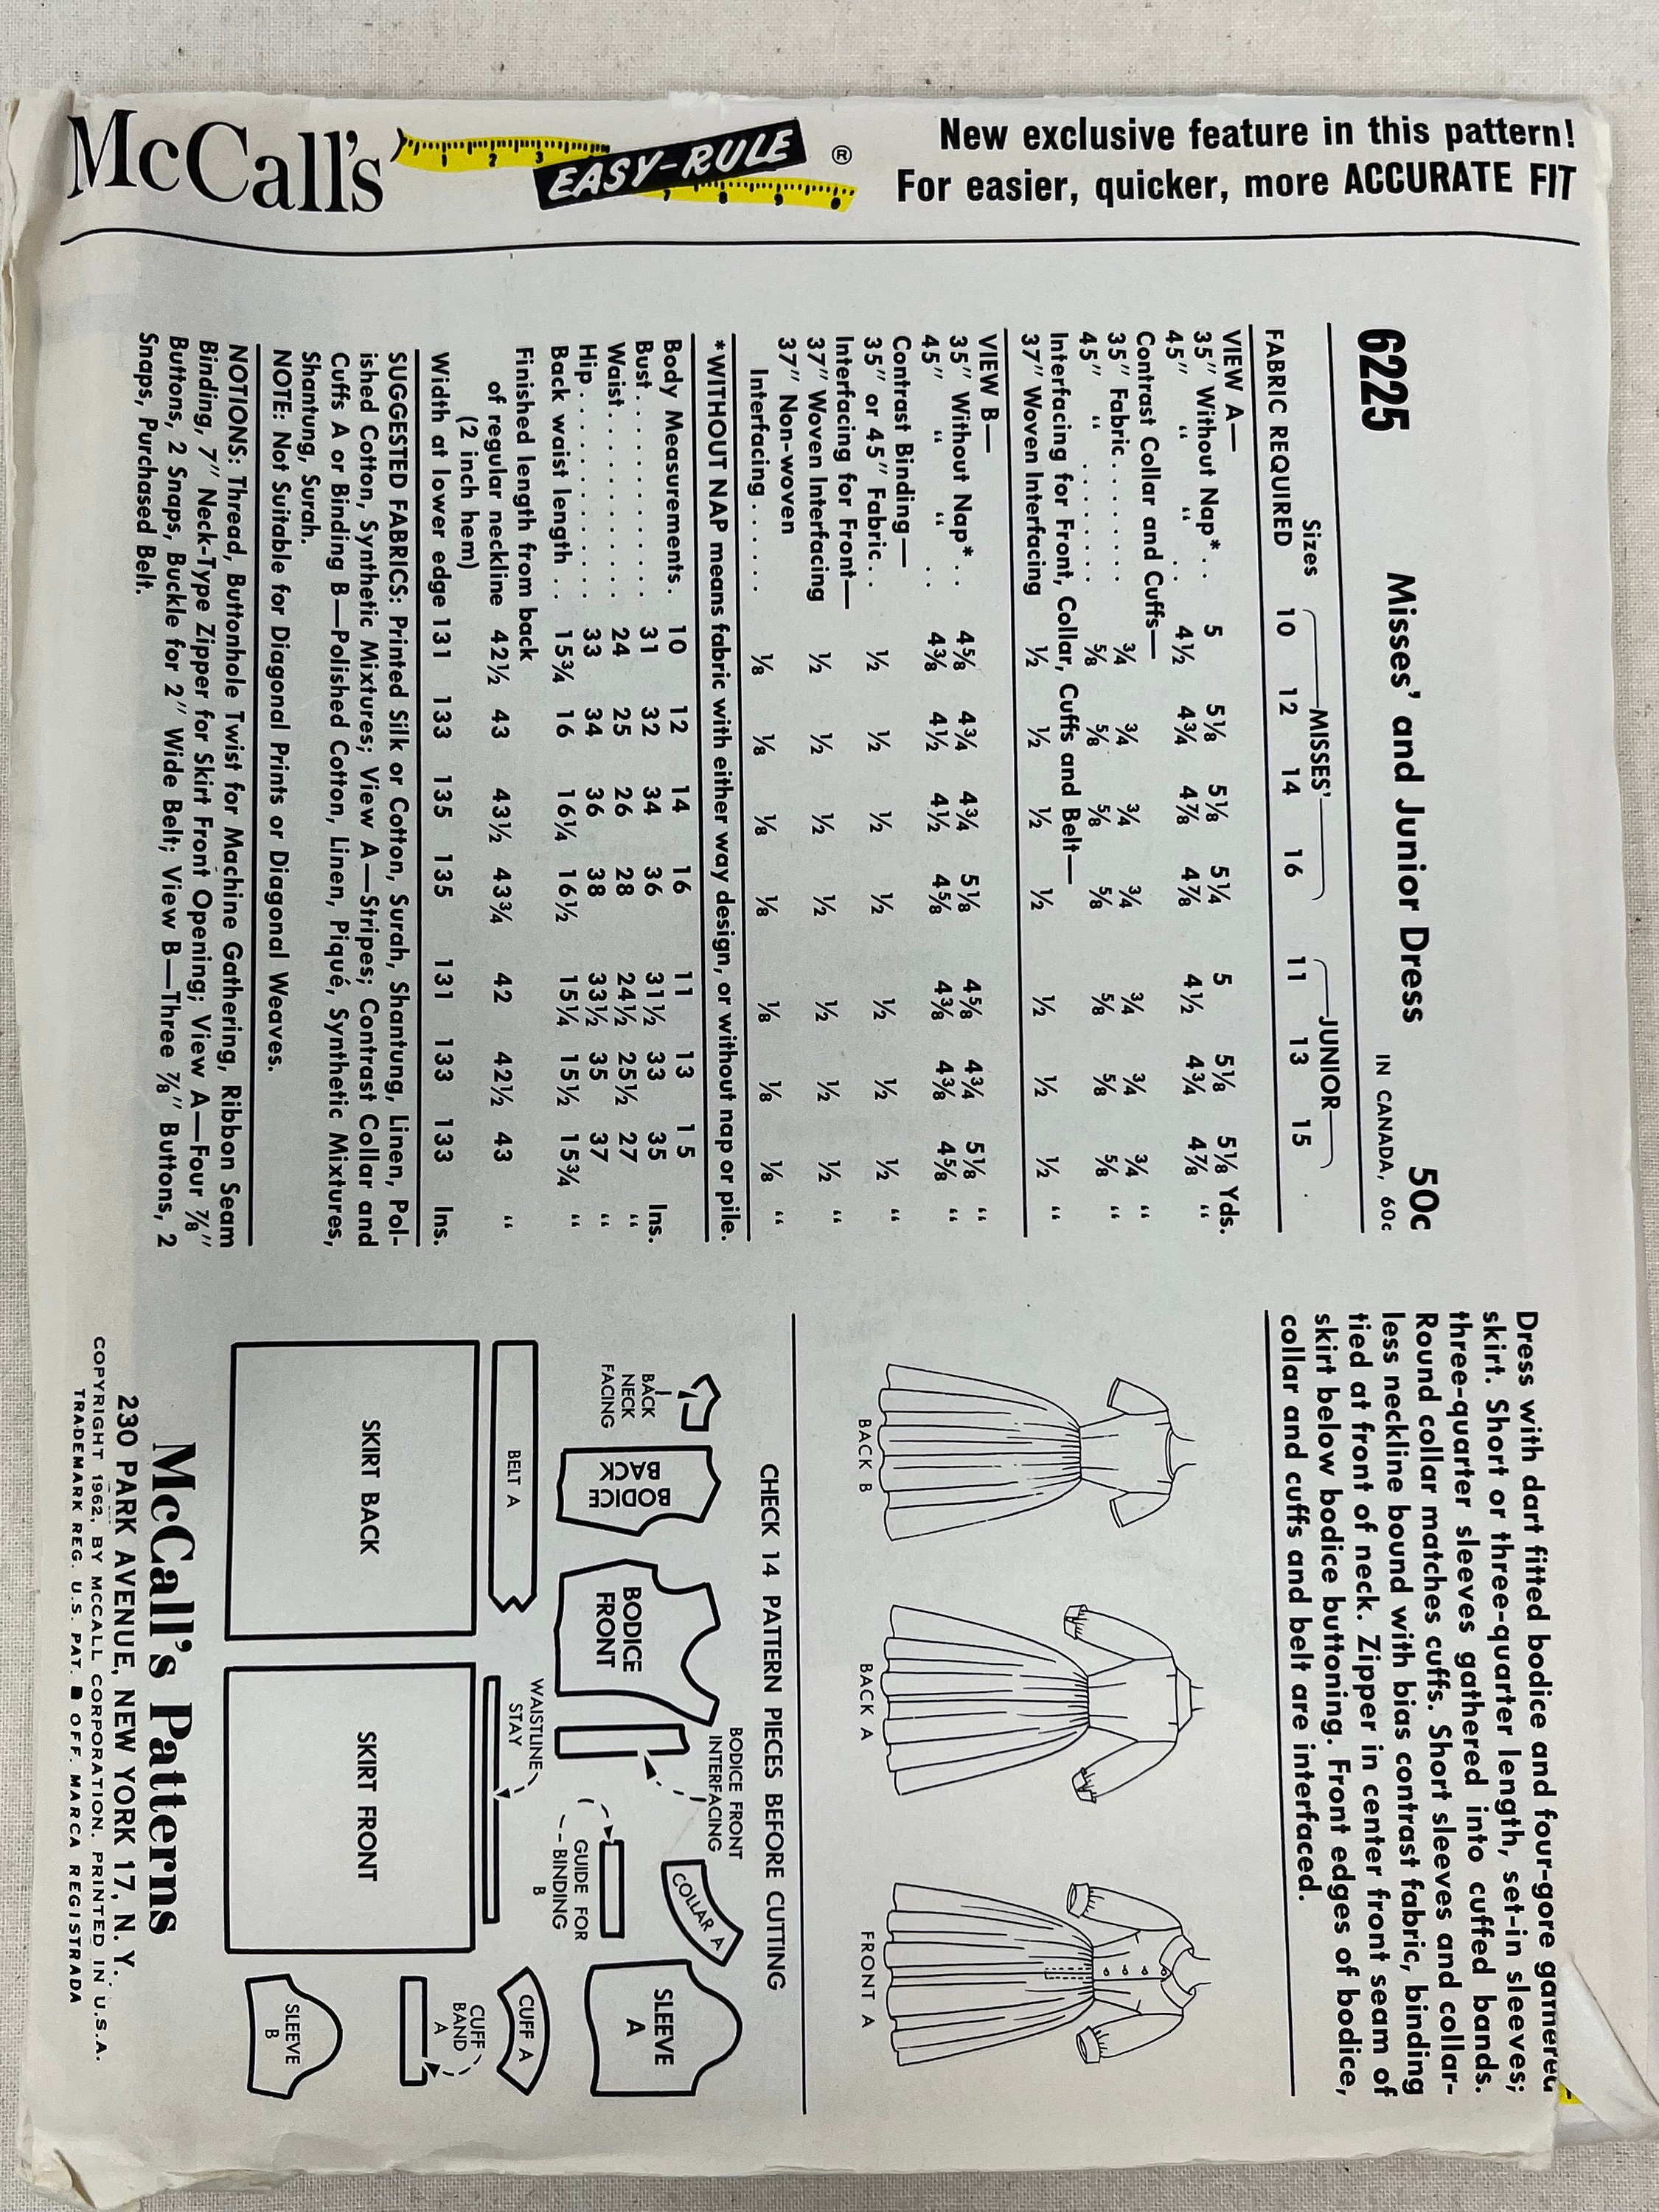 McCall's
EASY-RULE ®
1 2 3
7 8 9
New exclusive feature in this pattern!
For easier, quicker, more ACCURATE FIT
6225 Misses' and Junior Dress 50c
IN CANADA, 60c
Sizes MISSES' JUNIOR
FABRIC REQUIRED 10 12 14 16 11 13 15
VIEW A—
35" Without Nap* . . 5 5⅛ 5⅛ 5¼ 5 5⅛ 5⅛ Yds.
45" " " . . 4½ 4¾ 4⅞ 4⅞ 4½ 4¾ 4⅞ "
Contrast Collar and Cuffs—
35" Fabric . . . . . . . . ¾ ¾ ¾ ¾ ¾ ¾ ¾ "
45" " . . . . . . . . ⅝ ⅝ ⅝ ⅝ ⅝ ⅝ ⅝ "
Interfacing for Front, Collar, Cuffs and Belt—
37" Woven Interfacing ½ ½ ½ ½ ½ ½ ½ "
VIEW B—
35" Without Nap* . . 4⅝ 4¾ 4¾ 5⅛ 4⅝ 4¾ 5⅛ "
45" " " . . 4⅜ 4½ 4½ 4⅝ 4⅜ 4⅜ 4⅝ "
Contrast Binding—
35" or 45" Fabric . . ½ ½ ½ ½ ½ ½ ½ "
Interfacing for Front—
37" Woven Interfacing ½ ½ ½ ½ ½ ½ ½ "
37" Non-woven
Interfacing . . . . . ⅛ ⅛ ⅛ ⅛ ⅛ ⅛ ⅛ "
*WITHOUT NAP means fabric with either way design, or without nap or pile.
Body Measurements. 10 12 14 16 11 13 15
Bust . . . . . . . . . . . 31 32 34 36 31½ 33 35 Ins.
Waist . . . . . . . . . . 24 25 26 28 24½ 25½ 27 "
Hip . . . . . . . . . . . 33 34 36 38 33½ 35 37 "
Back waist length . . 15¾ 16 16¼ 16½ 15¼ 15½ 15¾ "
Finished length from back
of regular neckline 42½ 43 43½ 43¾ 42 42½ 43 "
(2 inch hem)
Width at lower edge 131 133 135 135 131 133 133 Ins.
SUGGESTED FABRICS: Printed Silk or Cotton, Surah, Shantung, Linen, Pol-
ished Cotton, Synthetic Mixtures; View A—Stripes; Contrast Collar and
Cuffs A or Binding B—Polished Cotton, Linen, Piqué, Synthetic Mixtures,
Shantung, Surah.
NOTE: Not Suitable for Diagonal Prints or Diagonal Weaves.
NOTIONS: Thread, Buttonhole Twist for Machine Gathering, Ribbon Seam
Binding, 7" Neck-Type Zipper for Skirt Front Opening; View A—Four ⅞"
Buttons, 2 Snaps, Buckle for 2" Wide Belt; View B—Three ⅞" Buttons, 2
Snaps, Purchased Belt.
Dress with dart fitted bodice and four-gore gathered
skirt. Short or three-quarter length, set-in sleeves;
three-quarter sleeves gathered into cuffed bands.
Round collar matches cuffs. Short sleeves and collar-
less neckline bound with bias contrast fabric, binding
tied at front of neck. Zipper in center front seam of
skirt below bodice buttoning. Front edges of bodice,
collar and cuffs and belt are interfaced.
BACK B
BACK A
FRONT A
CHECK 14 PATTERN PIECES BEFORE CUTTING
BACK
NECK
FACING
BODICE
BACK
BODICE
FRONT
BODICE FRONT
INTERFACING
COLLAR A
SLEEVE
A
GUIDE FOR
BINDING
B
BELT A
WAISTLINE
STAY
CUFF A
CUFF
BAND
A
SKIRT BACK
SKIRT FRONT
SLEEVE
B
McCall's Patterns
230 PARK AVENUE, NEW YORK 17, N. Y.
COPYRIGHT 1962, BY MCCALL CORPORATION. PRINTED IN U.S.A.
TRADEMARK REG. U.S. PAT. & OFF. MARCA REGISTRADA